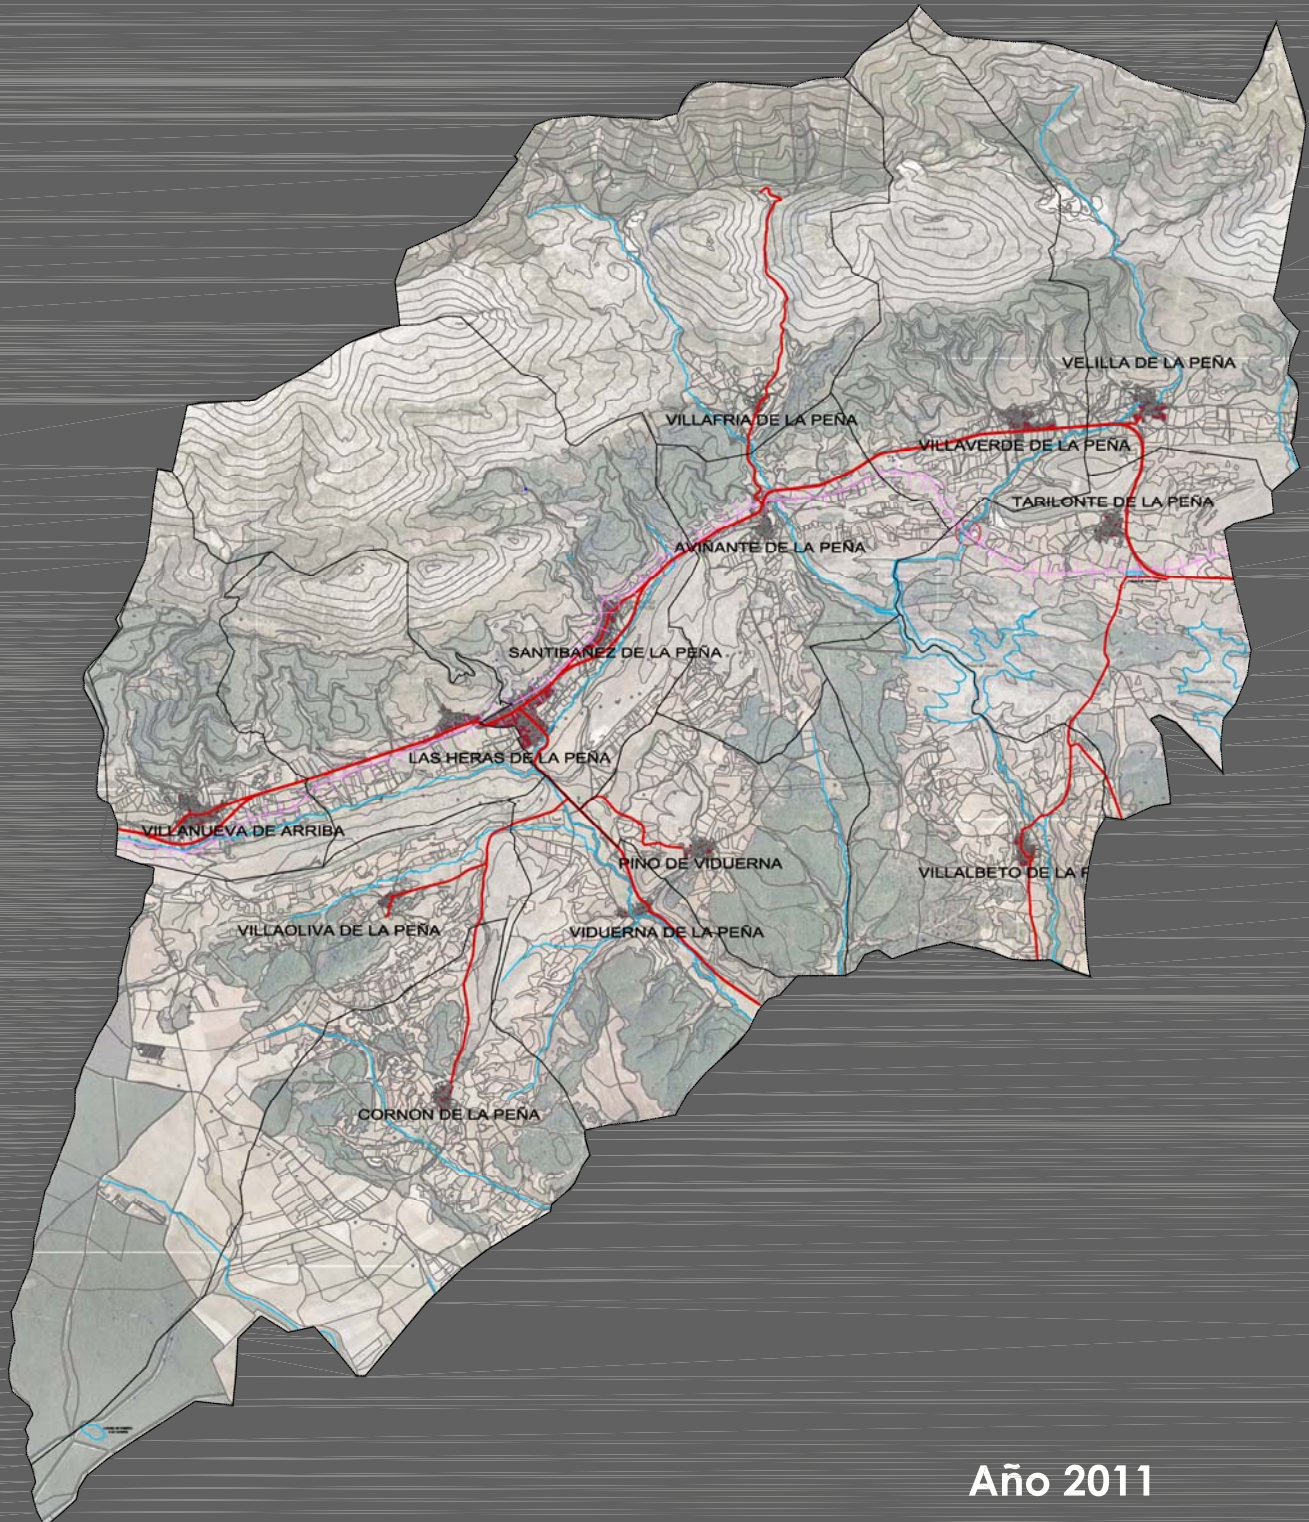 VELILLA DE LA PEÑA
VILLAFRIA DE LA PEÑA
VILLAVERDE DE LA PEÑA
TARILONTE DE LA PEÑA
AVIÑANTE DE LA PEÑA
SANTIBAÑEZ DE LA PEÑA
LAS HERAS DE LA PEÑA
VILLANUEVA DE ARRIBA
PINO DE VIDUERNA
VILLALBETO DE LA P
VILLAOLIVA DE LA PEÑA
VIDUERNA DE LA PEÑA
CORNON DE LA PEÑA
Año 2011